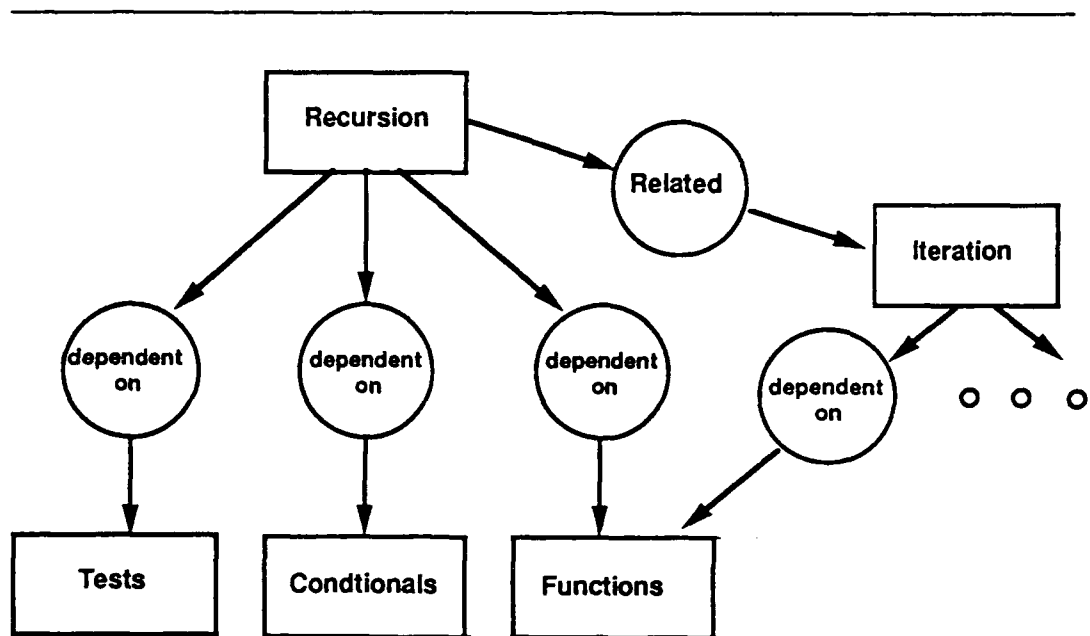 Recursion
Related
Iteration
dependent
on
dependent
on
dependent
on
dependent
on
Tests
Condtionals
Functions